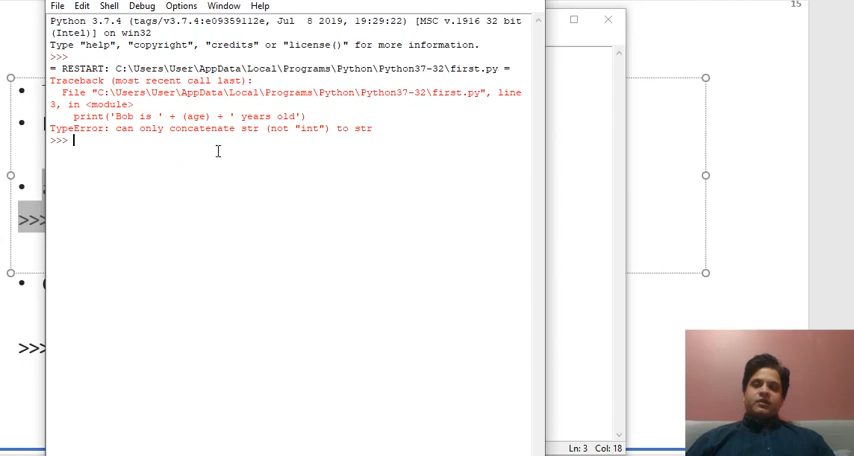 15
File Edit Shell Debug Options Window Help
Python 3.7.4 (tags/v3.7.4:e09359112e, Jul  8 2019, 19:29:22) [MSC v.1916 32 bit
(Intel)] on win32
Type "help", "copyright", "credits" or "license()" for more information.
>>>
= RESTART: C:\Users\User\AppData\Local\Programs\Python\Python37-32\first.py =
Traceback (most recent call last):
  File "C:\Users\User\AppData\Local\Programs\Python\Python37-32\first.py", line
3, in <module>
    print('Bob is ' + (age) + ' years old')
TypeError: can only concatenate str (not "int") to str
>>>
>>>
>>>
Ln: 3 Col: 18